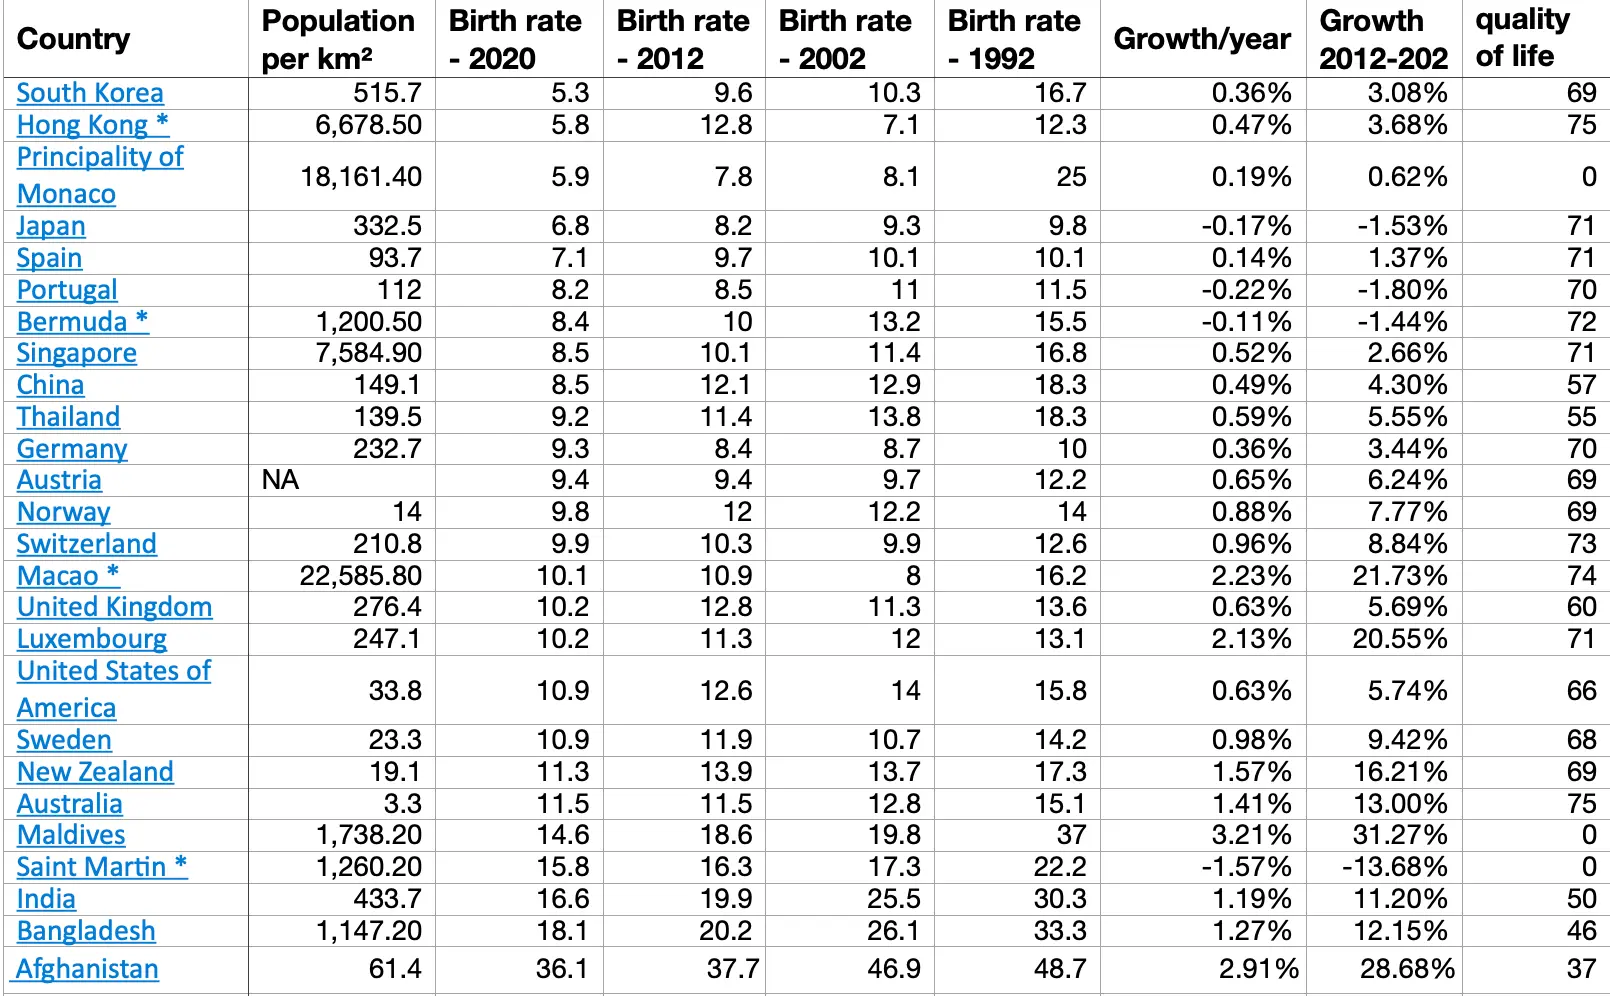 Country Population per km² Birth rate - 2020 Birth rate - 2012 Birth rate - 2002 Birth rate - 1992 Growth/year Growth 2012-202 quality of life
South Korea 515.7 5.3 9.6 10.3 16.7 0.36% 3.08% 69
Hong Kong * 6,678.50 5.8 12.8 7.1 12.3 0.47% 3.68% 75
Principality of Monaco 18,161.40 5.9 7.8 8.1 25 0.19% 0.62% 0
Japan 332.5 6.8 8.2 9.3 9.8 -0.17% -1.53% 71
Spain 93.7 7.1 9.7 10.1 10.1 0.14% 1.37% 71
Portugal 112 8.2 8.5 11 11.5 -0.22% -1.80% 70
Bermuda * 1,200.50 8.4 10 13.2 15.5 -0.11% -1.44% 72
Singapore 7,584.90 8.5 10.1 11.4 16.8 0.52% 2.66% 71
China 149.1 8.5 12.1 12.9 18.3 0.49% 4.30% 57
Thailand 139.5 9.2 11.4 13.8 18.3 0.59% 5.55% 55
Germany 232.7 9.3 8.4 8.7 10 0.36% 3.44% 70
Austria NA 9.4 9.4 9.7 12.2 0.65% 6.24% 69
Norway 14 9.8 12 12.2 14 0.88% 7.77% 69
Switzerland 210.8 9.9 10.3 9.9 12.6 0.96% 8.84% 73
Macao * 22,585.80 10.1 10.9 8 16.2 2.23% 21.73% 74
United Kingdom 276.4 10.2 12.8 11.3 13.6 0.63% 5.69% 60
Luxembourg 247.1 10.2 11.3 12 13.1 2.13% 20.55% 71
United States of America 33.8 10.9 12.6 14 15.8 0.63% 5.74% 66
Sweden 23.3 10.9 11.9 10.7 14.2 0.98% 9.42% 68
New Zealand 19.1 11.3 13.9 13.7 17.3 1.57% 16.21% 69
Australia 3.3 11.5 11.5 12.8 15.1 1.41% 13.00% 75
Maldives 1,738.20 14.6 18.6 19.8 37 3.21% 31.27% 0
Saint Martin * 1,260.20 15.8 16.3 17.3 22.2 -1.57% -13.68% 0
India 433.7 16.6 19.9 25.5 30.3 1.19% 11.20% 50
Bangladesh 1,147.20 18.1 20.2 26.1 33.3 1.27% 12.15% 46
Afghanistan 61.4 36.1 37.7 46.9 48.7 2.91% 28.68% 37